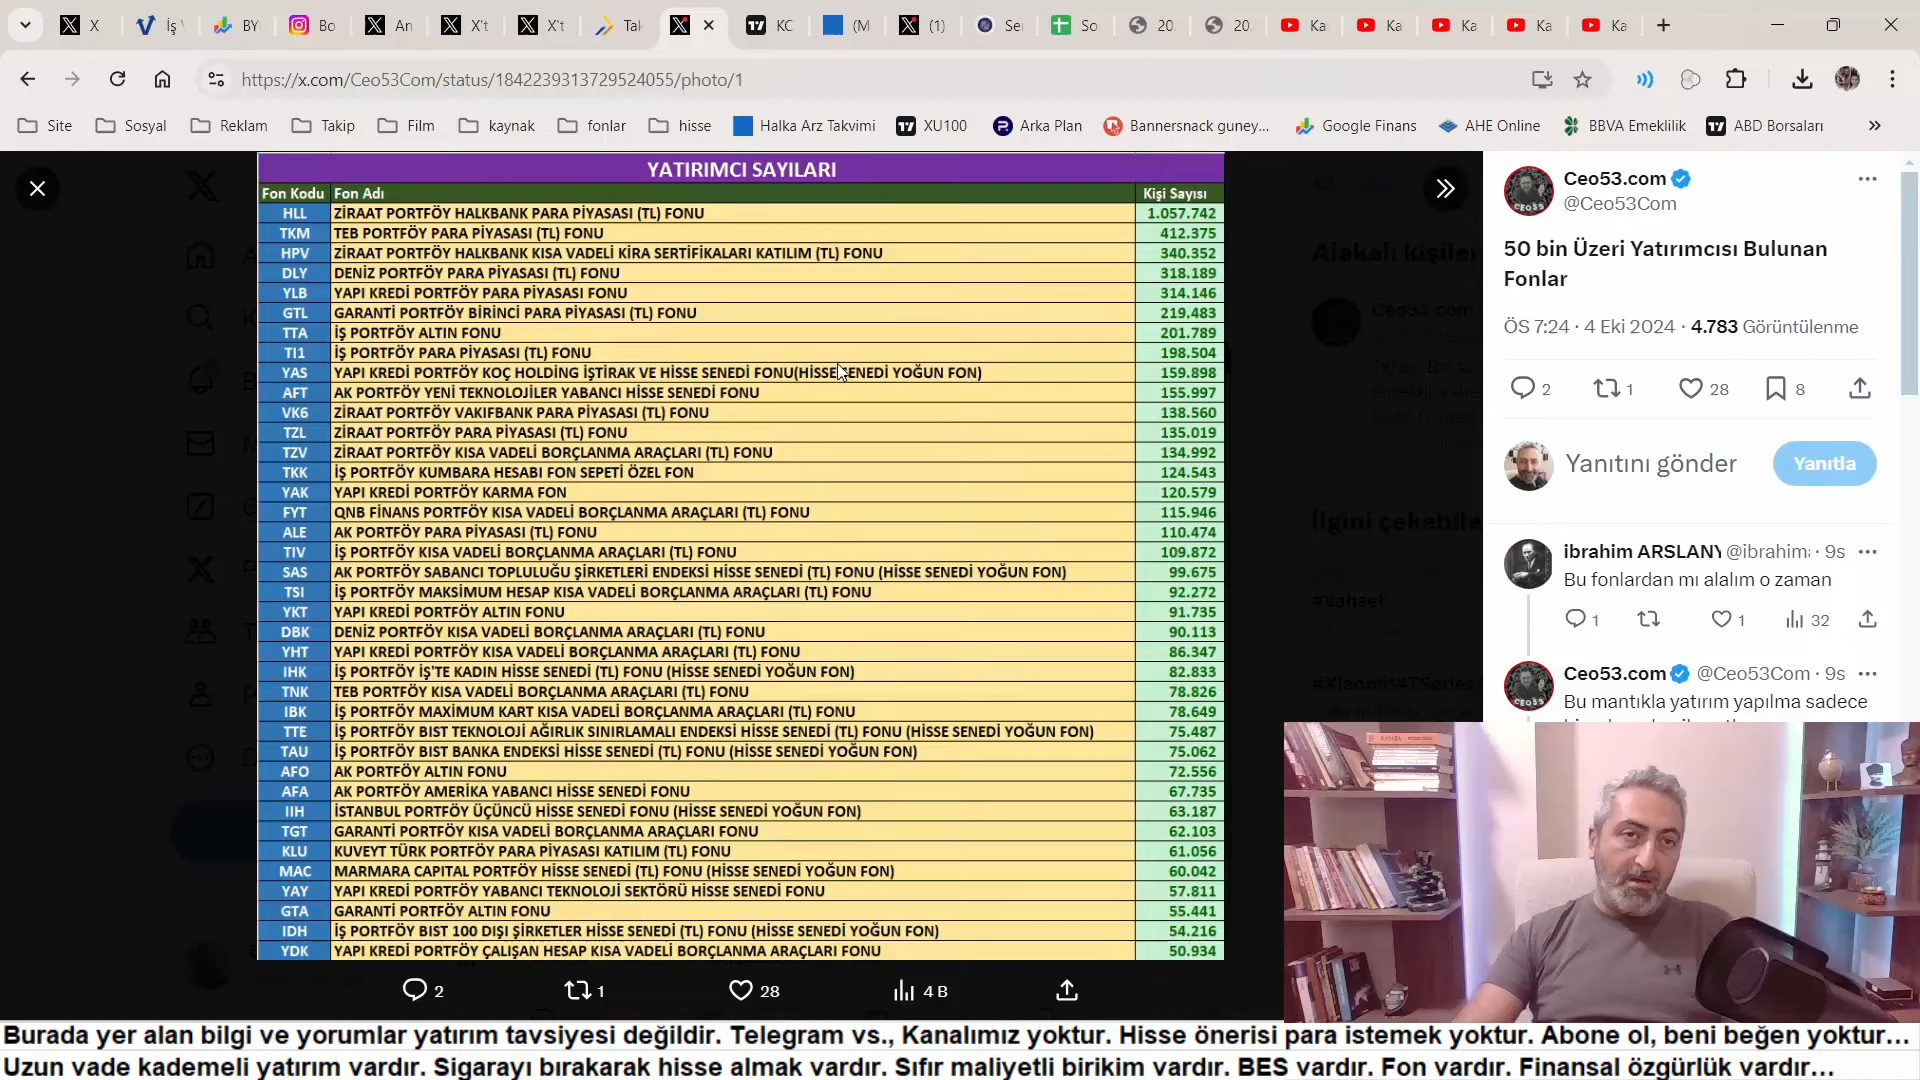 X
İş \
BY
Bo
An
X't
X't
Tak
KC
(M
(1)
Se
So
20
20
Ka
Ka
Ka
Ka
Ka
https://x.com/Ceo53Com/status/1842239313729524055/photo/1
Site
Sosyal
Reklam
Takip
Film
kaynak
fonlar
hisse
Halka Arz Takvimi
XU100
Arka Plan
Bannersnack guney...
Google Finans
AHE Online
BBVA Emeklilik
ABD Borsaları
YATIRIMCI SAYILARI
Fon Kodu Fon Adı Kişi Sayısı
HLL ZİRAAT PORTFÖY HALKBANK PARA PİYASASI (TL) FONU 1.057.742
TKM TEB PORTFÖY PARA PİYASASI (TL) FONU 412.375
HPV ZİRAAT PORTFÖY HALKBANK KISA VADELİ KİRA SERTİFİKALARI KATILIM (TL) FONU 340.352
DLY DENİZ PORTFÖY PARA PİYASASI (TL) FONU 318.189
YLB YAPI KREDİ PORTFÖY PARA PİYASASI FONU 314.146
GTL GARANTİ PORTFÖY BİRİNCİ PARA PİYASASI (TL) FONU 219.483
TTA İŞ PORTFÖY ALTIN FONU 201.789
TI1 İŞ PORTFÖY PARA PİYASASI (TL) FONU 198.504
YAS YAPI KREDİ PORTFÖY KOÇ HOLDİNG İŞTİRAK VE HİSSE SENEDİ FONU(HİSSE SENEDİ YOĞUN FON) 159.898
AFT AK PORTFÖY YENİ TEKNOLOJİLER YABANCI HİSSE SENEDİ FONU 155.997
VK6 ZİRAAT PORTFÖY VAKIFBANK PARA PİYASASI (TL) FONU 138.560
TZL ZİRAAT PORTFÖY PARA PİYASASI (TL) FONU 135.019
TZV ZİRAAT PORTFÖY KISA VADELİ BORÇLANMA ARAÇLARI (TL) FONU 134.992
TKK İŞ PORTFÖY KUMBARA HESABI FON SEPETİ ÖZEL FON 124.543
YAK YAPI KREDİ PORTFÖY KARMA FON 120.579
FYT QNB FİNANS PORTFÖY KISA VADELİ BORÇLANMA ARAÇLARI (TL) FONU 115.946
ALE AK PORTFÖY PARA PİYASASI (TL) FONU 110.474
TIV İŞ PORTFÖY KISA VADELİ BORÇLANMA ARAÇLARI (TL) FONU 109.872
SAS AK PORTFÖY SABANCI TOPLULUĞU ŞİRKETLERİ ENDEKSİ HİSSE SENEDİ (TL) FONU (HİSSE SENEDİ YOĞUN FON) 99.675
TSI İŞ PORTFÖY MAKSİMUM HESAP KISA VADELİ BORÇLANMA ARAÇLARI (TL) FONU 92.272
YKT YAPI KREDİ PORTFÖY ALTIN FONU 91.735
DBK DENİZ PORTFÖY KISA VADELİ BORÇLANMA ARAÇLARI (TL) FONU 90.113
YHT YAPI KREDİ PORTFÖY KISA VADELİ BORÇLANMA ARAÇLARI (TL) FONU 86.347
IHK İŞ PORTFÖY İŞ'TE KADIN HİSSE SENEDİ (TL) FONU (HİSSE SENEDİ YOĞUN FON) 82.833
TNK TEB PORTFÖY KISA VADELİ BORÇLANMA ARAÇLARI (TL) FONU 78.826
IBK İŞ PORTFÖY MAXİMUM KART KISA VADELİ BORÇLANMA ARAÇLARI (TL) FONU 78.649
TTE İŞ PORTFÖY BIST TEKNOLOJİ AĞIRLIK SINIRLAMALI ENDEKSİ HİSSE SENEDİ (TL) FONU (HİSSE SENEDİ YOĞUN FON) 75.487
TAU İŞ PORTFÖY BIST BANKA ENDEKSİ HİSSE SENEDİ (TL) FONU (HİSSE SENEDİ YOĞUN FON) 75.062
AFO AK PORTFÖY ALTIN FONU 72.556
AFA AK PORTFÖY AMERİKA YABANCI HİSSE SENEDİ FONU 67.735
IIH İSTANBUL PORTFÖY ÜÇÜNCÜ HİSSE SENEDİ FONU (HİSSE SENEDİ YOĞUN FON) 63.187
TGT GARANTİ PORTFÖY KISA VADELİ BORÇLANMA ARAÇLARI FONU 62.103
KLU KUVEYT TÜRK PORTFÖY PARA PİYASASI KATILIM (TL) FONU 61.056
MAC MARMARA CAPITAL PORTFÖY HİSSE SENEDİ (TL) FONU (HİSSE SENEDİ YOĞUN FON) 60.042
YAY YAPI KREDİ PORTFÖY YABANCI TEKNOLOJİ SEKTÖRÜ HİSSE SENEDİ FONU 57.811
GTA GARANTİ PORTFÖY ALTIN FONU 55.441
IDH İŞ PORTFÖY BIST 100 DIŞI ŞİRKETLER HİSSE SENEDİ (TL) FONU (HİSSE SENEDİ YOĞUN FON) 54.216
YDK YAPI KREDİ PORTFÖY ÇALIŞAN HESAP KISA VADELİ BORÇLANMA ARAÇLARI FONU 50.934
2 1 28 4 B
Alakalı kişiler
İlgini çekebile
#vahşet
#Xiaomi14TSeries
Ceo53.com
@Ceo53Com
50 bin Üzeri Yatırımcısı Bulunan
Fonlar
ÖS 7:24 · 4 Eki 2024 · 4.783 Görüntülenme
2 1 28 8
Yanıtını gönder
Yanıtla
ibrahim ARSLANY @ibrahim · 9s
Bu fonlardan mı alalım o zaman
1 1 32
Ceo53.com @Ceo53Com · 9s
Bu mantıkla yatırım yapılma sadece
Burada yer alan bilgi ve yorumlar yatırım tavsiyesi değildir. Telegram vs., Kanalımız yoktur. Hisse önerisi para istemek yoktur. Abone ol, beni beğen yoktur...
Uzun vade kademeli yatırım vardır. Sigarayı bırakarak hisse almak vardır. Sıfır maliyetli birikim vardır. BES vardır. Fon vardır. Finansal özgürlük vardır...